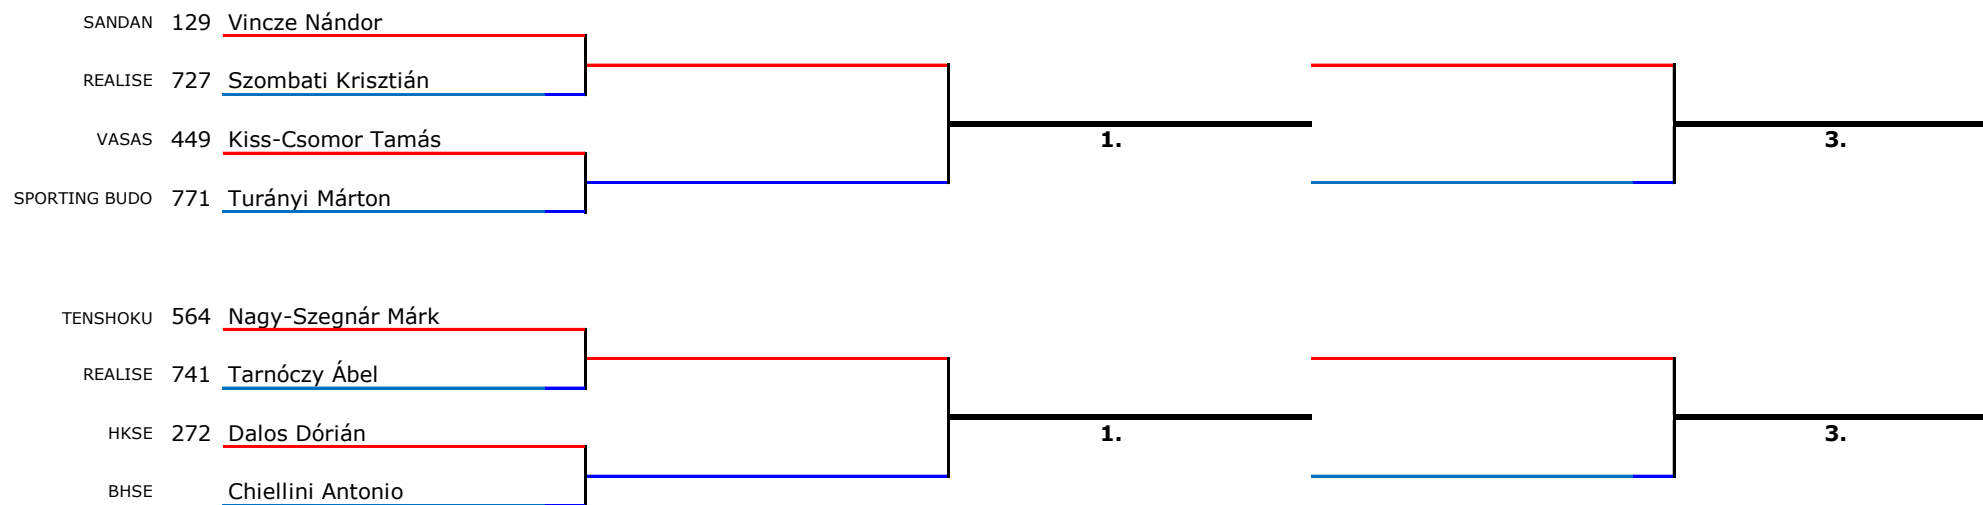 SANDAN 129 Vincze Nándor
REALISE 727 Szombati Krisztián
VASAS 449 Kiss-Csomor Tamás
1.
3.
SPORTING BUDO 771 Turányi Márton
TENSHOKU 564 Nagy-Szegnár Márk
REALISE 741 Tarnóczy Ábel
HKSE 272 Dalos Dórián
1.
3.
BHSE Chiellini Antonio